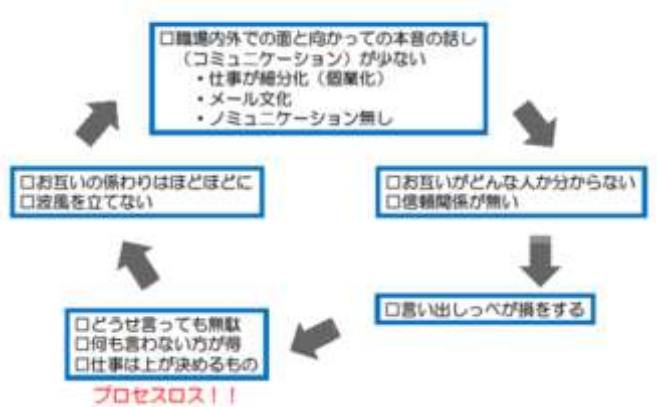 □職場内外での面と向かっての本音の話し
（コミュニケーション）が少ない
・仕事が細分化（個業化）
・メール文化
・ノミュニケーション無し
□お互いがどんな人か分からない
□信頼関係が無い
□言い出しっぺが損をする
□どうせ言っても無駄
□何も言わない方が得
□仕事は上が決めるもの
プロセスロス！！
□お互いの係わりはほどほどに
□波風を立てない